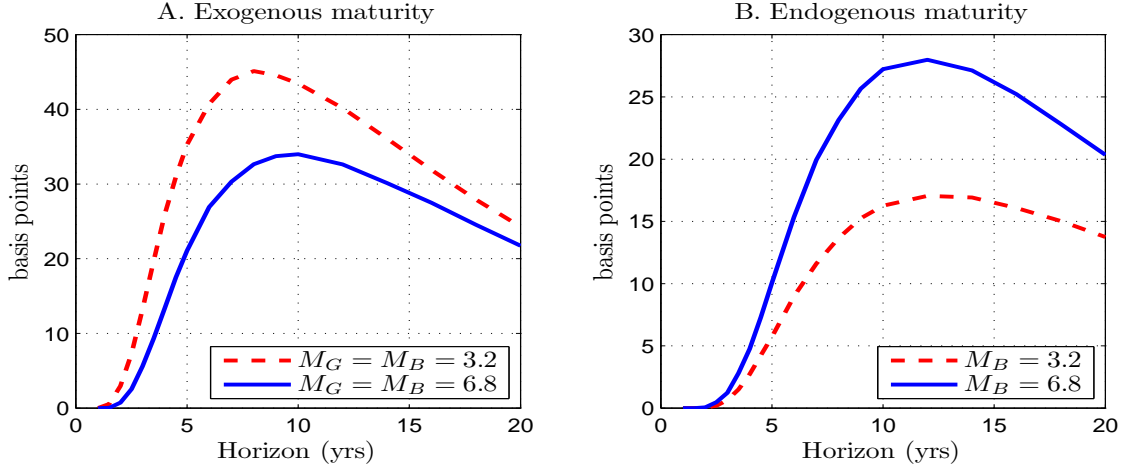 A. Exogenous maturity
50
40
30
20
10
0
0 5 10 15 20
basis points
Horizon (yrs)
M_G = M_B = 3.2
M_G = M_B = 6.8
B. Endogenous maturity
30
25
20
15
10
5
0
0 5 10 15 20
basis points
Horizon (yrs)
M_B = 3.2
M_B = 6.8